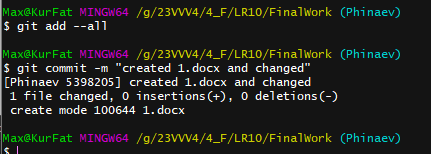 Max@KurFat MINGW64 /g/23VVV4/4_F/LR10/FinalWork (Phinaev)
$ git add --all
Max@KurFat MINGW64 /g/23VVV4/4_F/LR10/FinalWork (Phinaev)
$ git commit -m "created 1.docx and changed"
[Phinaev 5398205] created 1.docx and changed
 1 file changed, 0 insertions(+), 0 deletions(-)
 create mode 100644 1.docx
Max@KurFat MINGW64 /g/23VVV4/4_F/LR10/FinalWork (Phinaev)
$